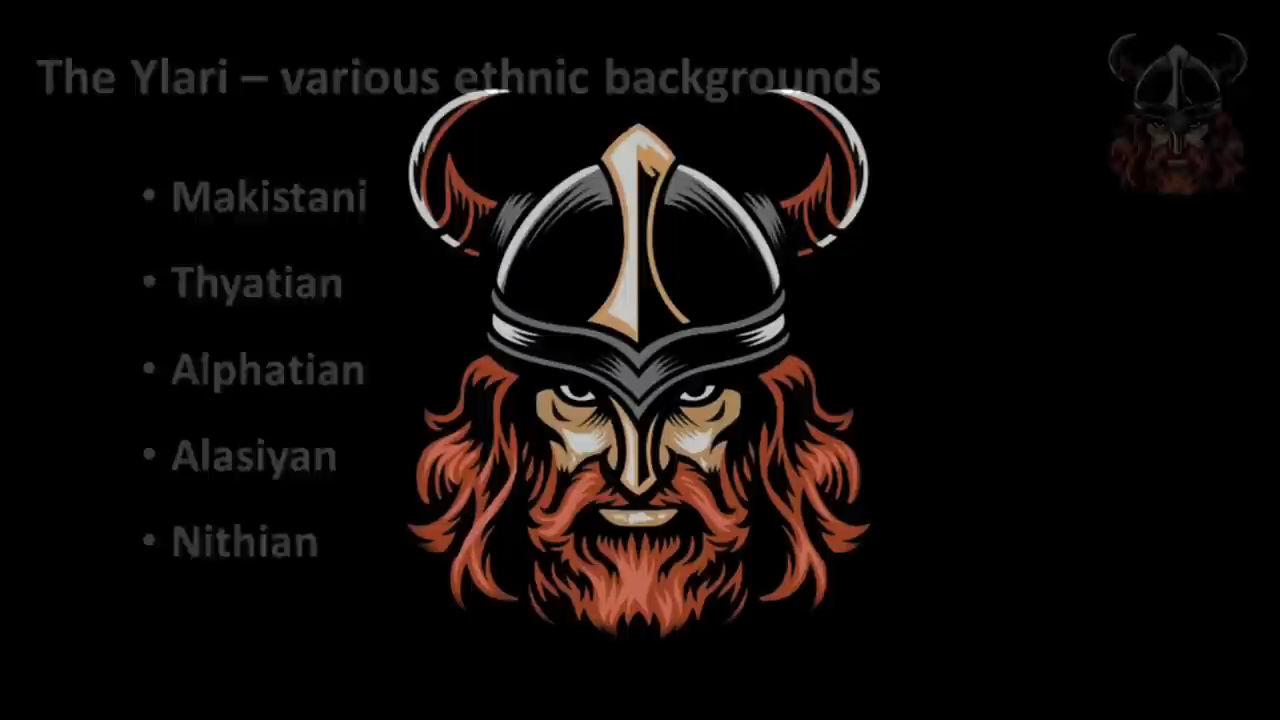 The Ylari – various ethnic backgrounds
• Makistani
• Thyatian
• Alphatian
• Alasiyan
• Nithian